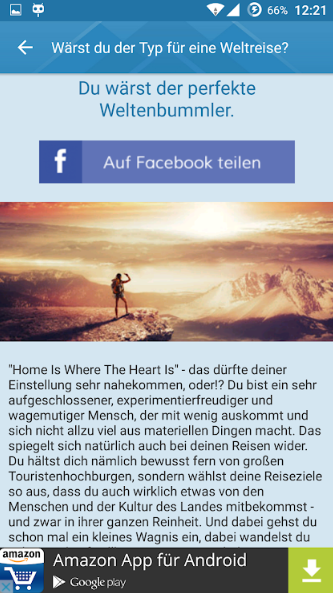 66% 12:21
Wärst du der Typ für eine Weltreise?
Du wärst der perfekte
Weltenbummler.
f Auf Facebook teilen
"Home Is Where The Heart Is" - das dürfte deiner
Einstellung sehr nahekommen, oder!? Du bist ein sehr
aufgeschlossener, experimentierfreudiger und
wagemutiger Mensch, der mit wenig auskommt und
sich nicht allzu viel aus materiellen Dingen macht. Das
spiegelt sich natürlich auch bei deinen Reisen wider.
Du hältst dich nämlich bewusst fern von großen
Touristenhochburgen, sondern wählst deine Reiseziele
so aus, dass du auch wirklich etwas von den
Menschen und der Kultur des Landes mitbekommst -
und zwar in ihrer ganzen Reinheit. Und dabei gehst du
schon mal ein kleines Wagnis ein, dabei wandelst du
amazon
Amazon App für Android
Google play